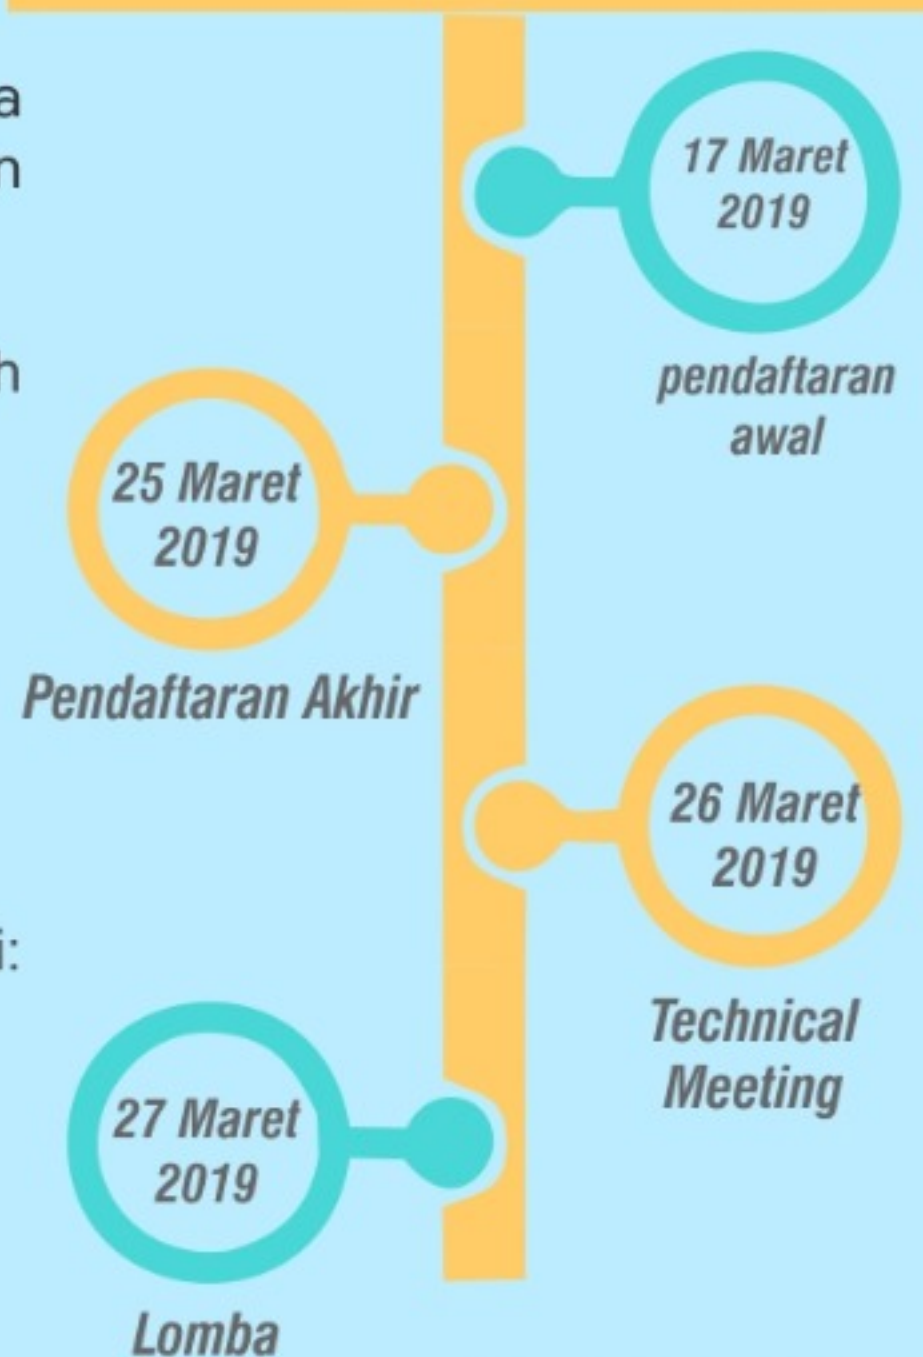 a
n
h
i:
17 Maret
2019
pendaftaran
awal
25 Maret
2019
Pendaftaran Akhir
26 Maret
2019
Technical
Meeting
27 Maret
2019
Lomba